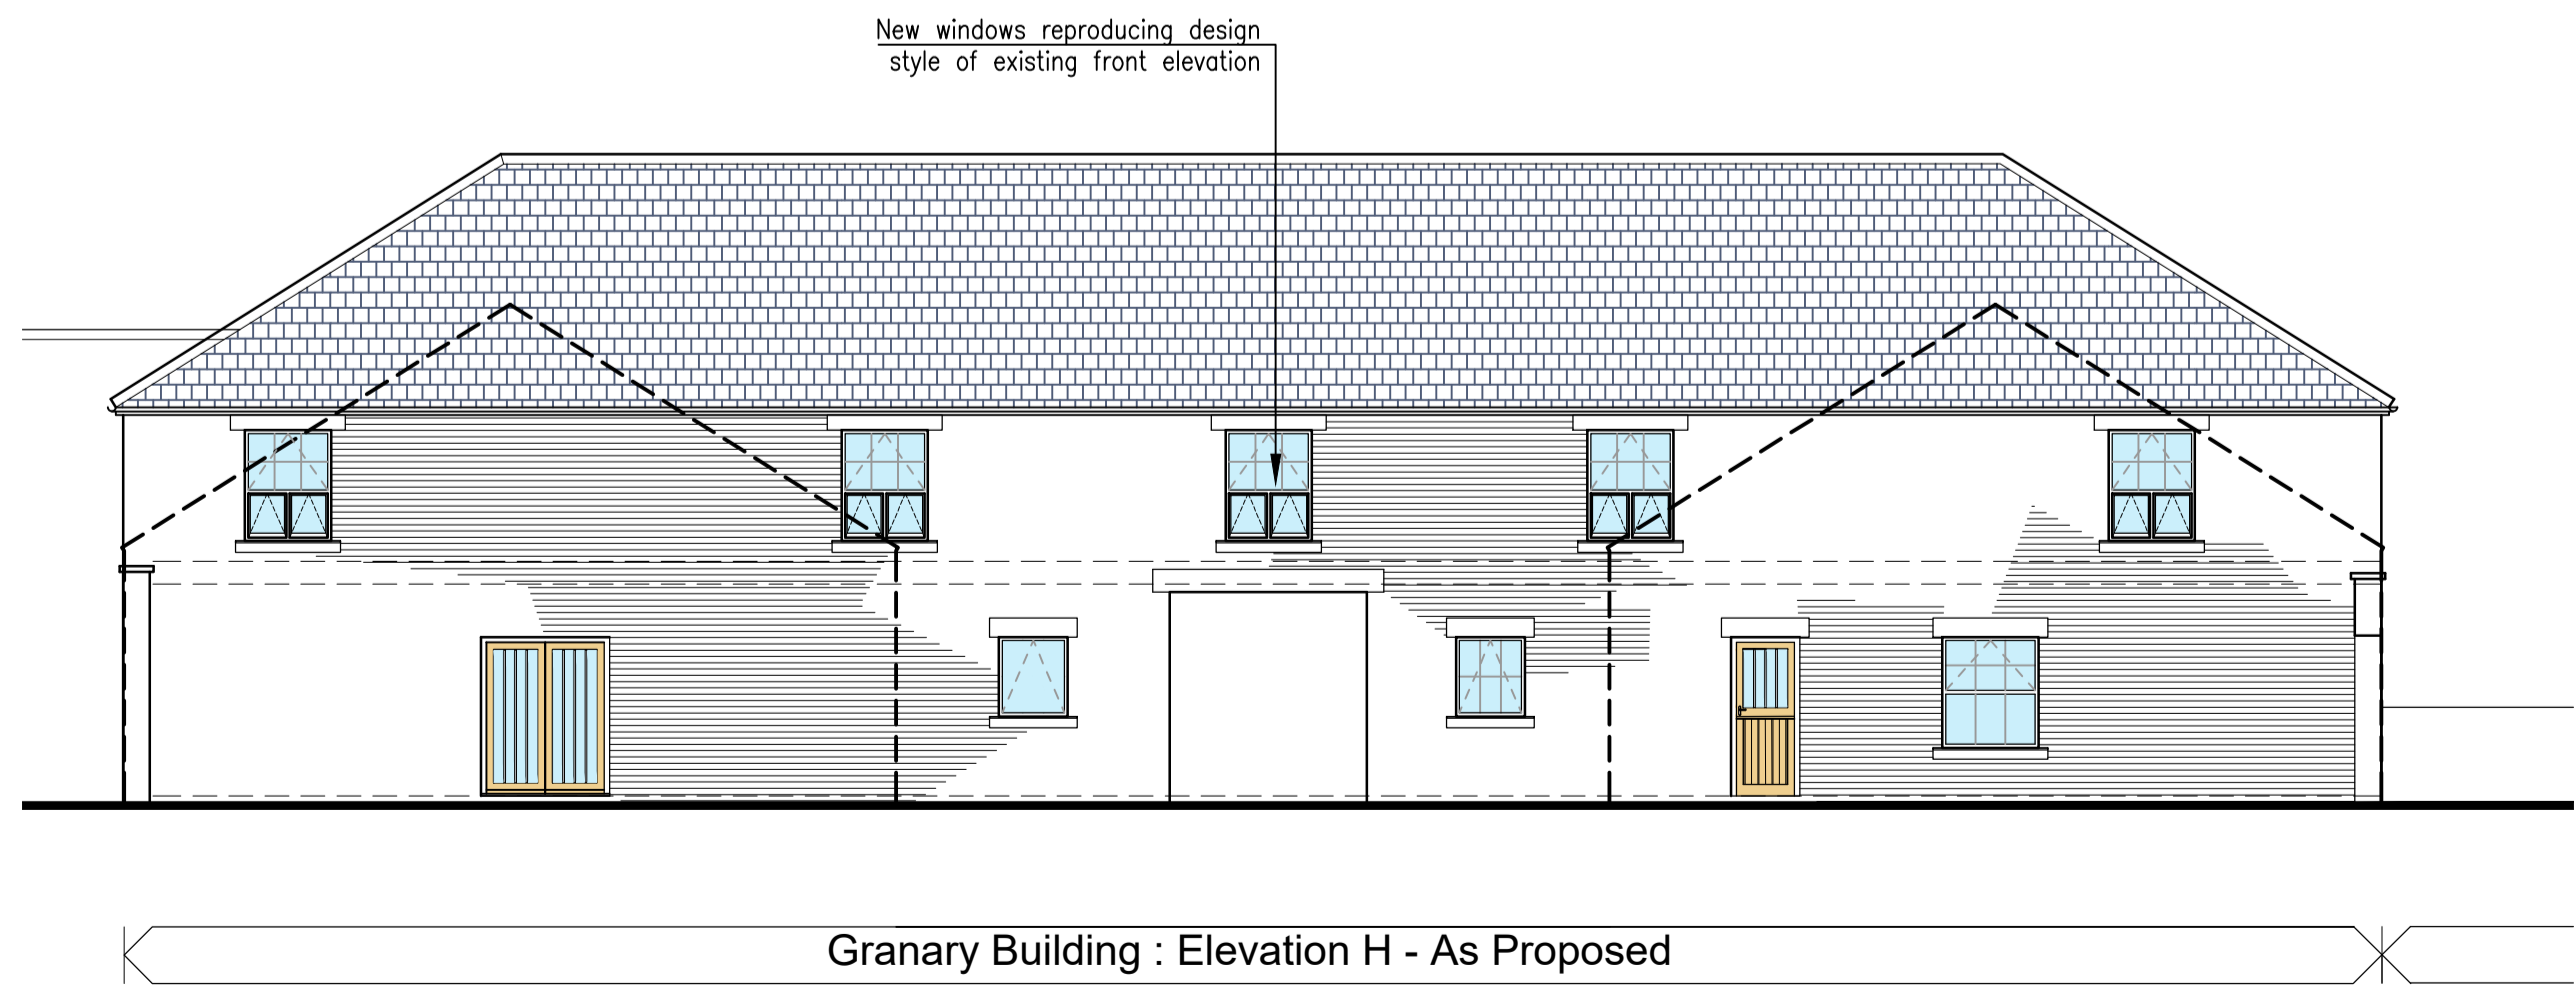 New windows reproducing design
style of existing front elevation
Granary Building : Elevation H - As Proposed